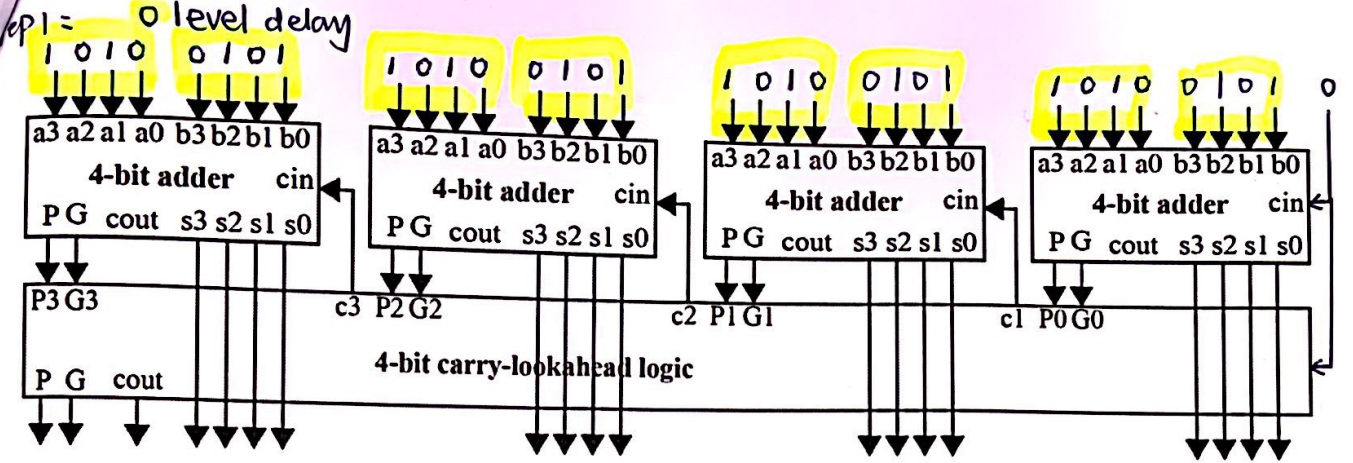 ep1 = 0 level delay
1 0 1 0 0 1 0 1 1 0 1 0 0 1 0 1 1 0 1 0 0 1 0 1 1 0 1 0 0 1 0 1 0
a3 a2 a1 a0 b3 b2 b1 b0 a3 a2 a1 a0 b3 b2 b1 b0 a3 a2 a1 a0 b3 b2 b1 b0 a3 a2 a1 a0 b3 b2 b1 b0
4-bit adder cin 4-bit adder cin 4-bit adder cin 4-bit adder cin
P G cout s3 s2 s1 s0 P G cout s3 s2 s1 s0 P G cout s3 s2 s1 s0 P G cout s3 s2 s1 s0
P3 G3 c3 P2 G2 c2 P1 G1 c1 P0 G0
4-bit carry-lookahead logic
P G cout